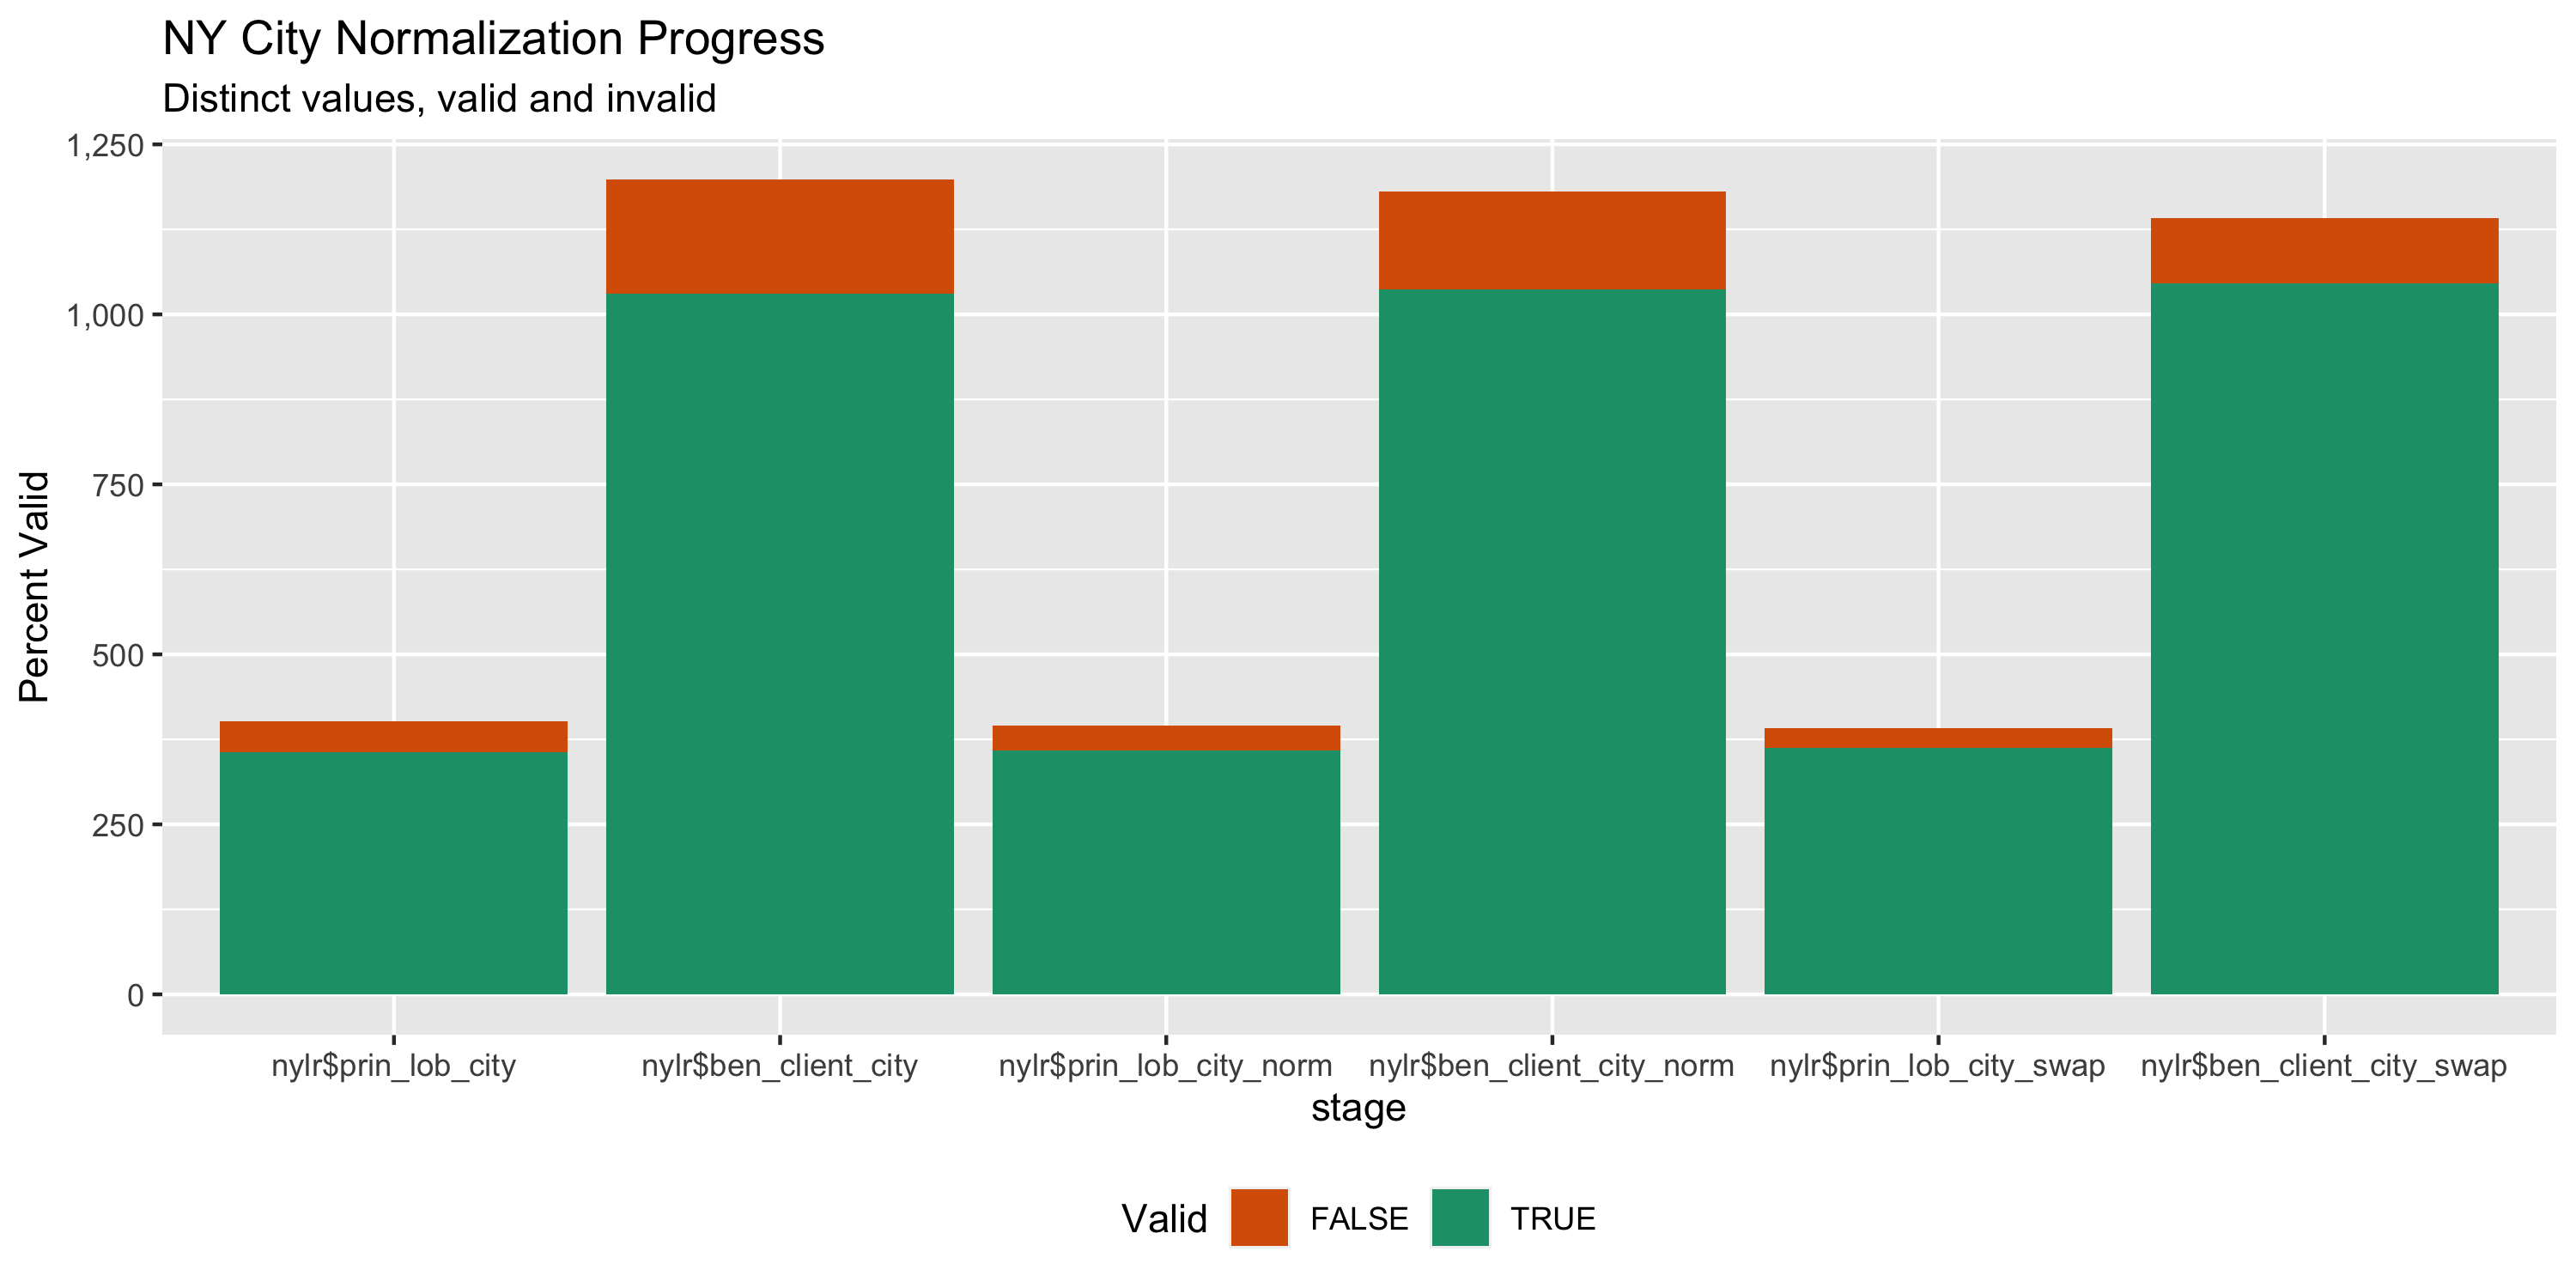 NY City Normalization Progress
Distinct values, valid and invalid
1,250
1,000
750
500
250
0
Percent Valid
nylr$prin_lob_city
nylr$ben_client_city
nylr$prin_lob_city_norm
nylr$ben_client_city_norm
nylr$prin_lob_city_swap
nylr$ben_client_city_swap
stage
Valid FALSE TRUE